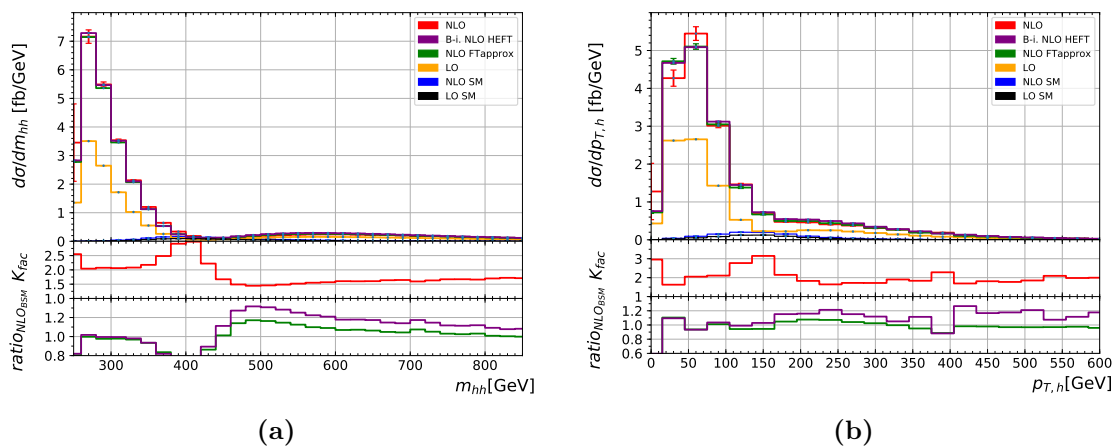 NLO
B-i. NLO HEFT
NLO FTapprox
LO
NLO SM
LO SM
dσ/dm_hh [fb/GeV]
8
7
6
5
4
3
2
1
0
K_fac
2.5
2.0
1.5
1.0
ratio_NLO_BSM
1.2
1.0
0.8
300 400 500 600 700 800
m_hh[GeV]
(a)
NLO
B-i. NLO HEFT
NLO FTapprox
LO
NLO SM
LO SM
dσ/dp_T,h [fb/GeV]
5
4
3
2
1
0
K_fac
3
2
1
ratio_NLO_BSM
1.2
1.0
0.8
0.6
0 50 100 150 200 250 300 350 400 450 500 550 600
p_T,h[GeV]
(b)